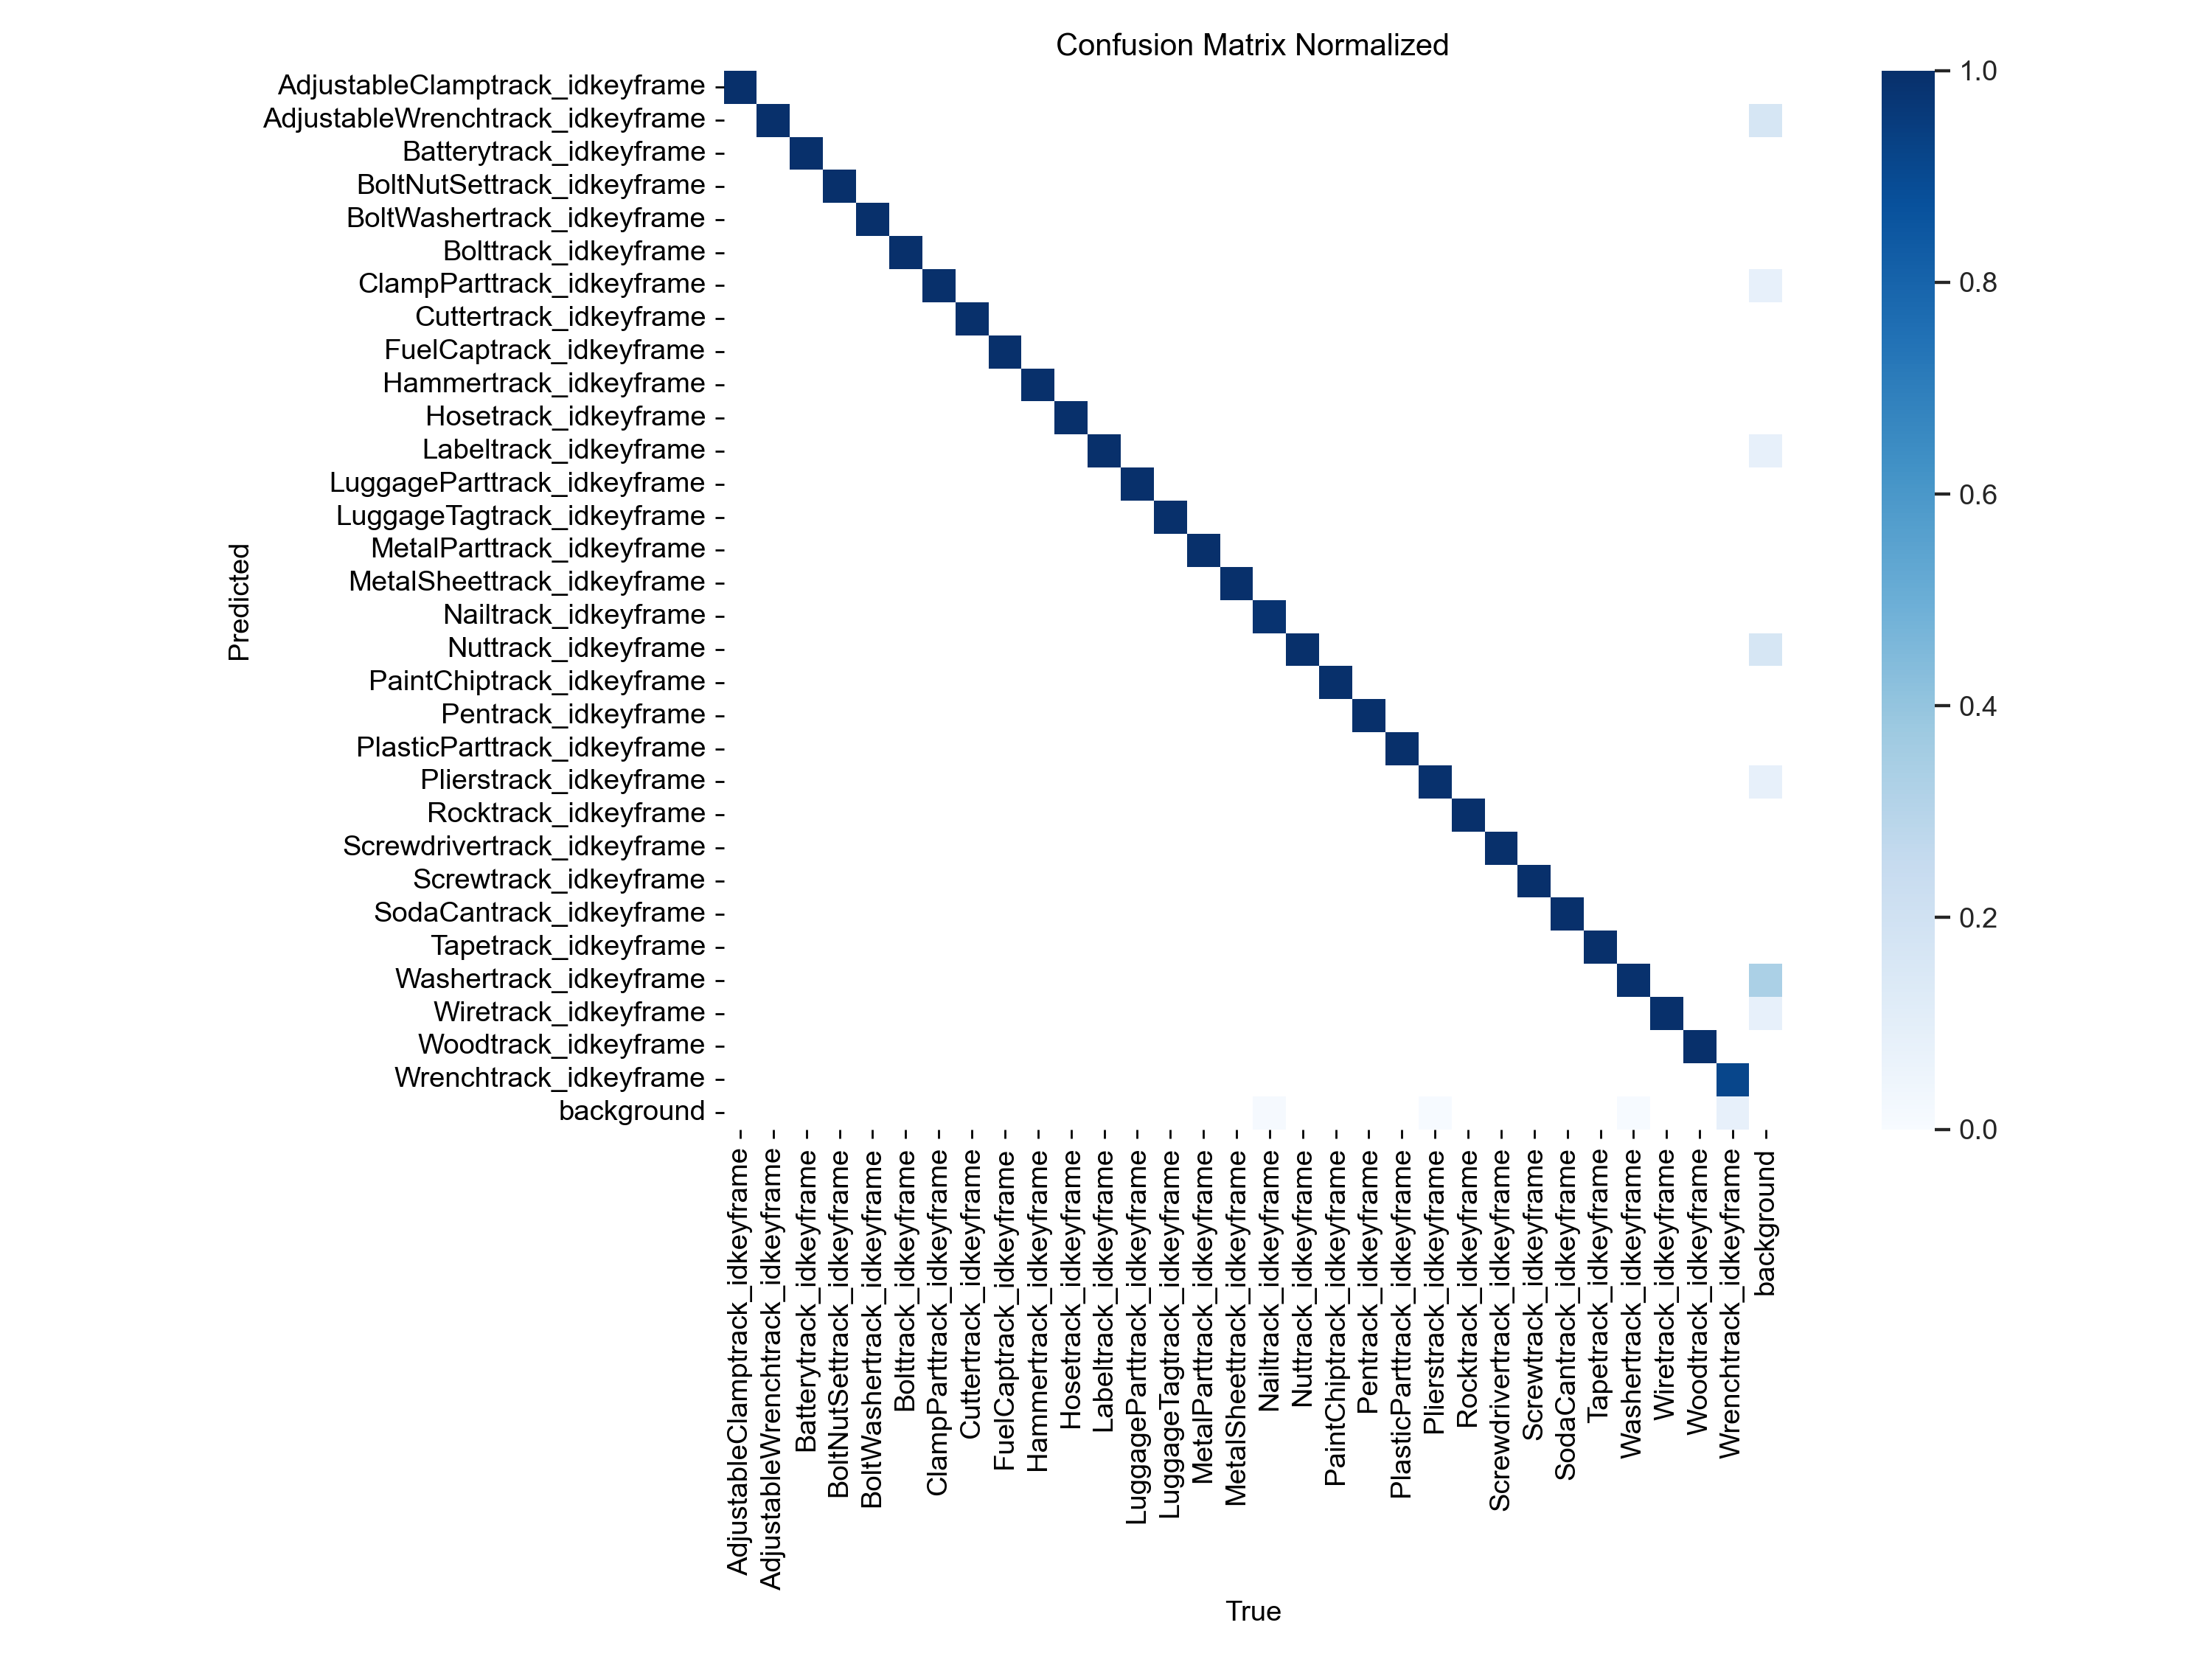 Confusion Matrix Normalized
AdjustableClamptrack_idkeyframe
AdjustableWrenchtrack_idkeyframe
Batterytrack_idkeyframe
BoltNutSettrack_idkeyframe
BoltWashertrack_idkeyframe
Bolttrack_idkeyframe
ClampParttrack_idkeyframe
Cuttertrack_idkeyframe
FuelCaptrack_idkeyframe
Hammertrack_idkeyframe
Hosetrack_idkeyframe
Labeltrack_idkeyframe
LuggageParttrack_idkeyframe
LuggageTagtrack_idkeyframe
MetalParttrack_idkeyframe
MetalSheettrack_idkeyframe
Nailtrack_idkeyframe
Nuttrack_idkeyframe
PaintChiptrack_idkeyframe
Pentrack_idkeyframe
PlasticParttrack_idkeyframe
Plierstrack_idkeyframe
Rocktrack_idkeyframe
Screwdrivertrack_idkeyframe
Screwtrack_idkeyframe
SodaCantrack_idkeyframe
Tapetrack_idkeyframe
Washertrack_idkeyframe
Wiretrack_idkeyframe
Woodtrack_idkeyframe
Wrenchtrack_idkeyframe
background
Predicted
AdjustableClamptrack_idkeyframe
AdjustableWrenchtrack_idkeyframe
Batterytrack_idkeyframe
BoltNutSettrack_idkeyframe
BoltWashertrack_idkeyframe
Bolttrack_idkeyframe
ClampParttrack_idkeyframe
Cuttertrack_idkeyframe
FuelCaptrack_idkeyframe
Hammertrack_idkeyframe
Hosetrack_idkeyframe
Labeltrack_idkeyframe
LuggageParttrack_idkeyframe
LuggageTagtrack_idkeyframe
MetalParttrack_idkeyframe
MetalSheettrack_idkeyframe
Nailtrack_idkeyframe
Nuttrack_idkeyframe
PaintChiptrack_idkeyframe
Pentrack_idkeyframe
PlasticParttrack_idkeyframe
Plierstrack_idkeyframe
Rocktrack_idkeyframe
Screwdrivertrack_idkeyframe
Screwtrack_idkeyframe
SodaCantrack_idkeyframe
Tapetrack_idkeyframe
Washertrack_idkeyframe
Wiretrack_idkeyframe
Woodtrack_idkeyframe
Wrenchtrack_idkeyframe
background
True
1.0
0.8
0.6
0.4
0.2
0.0